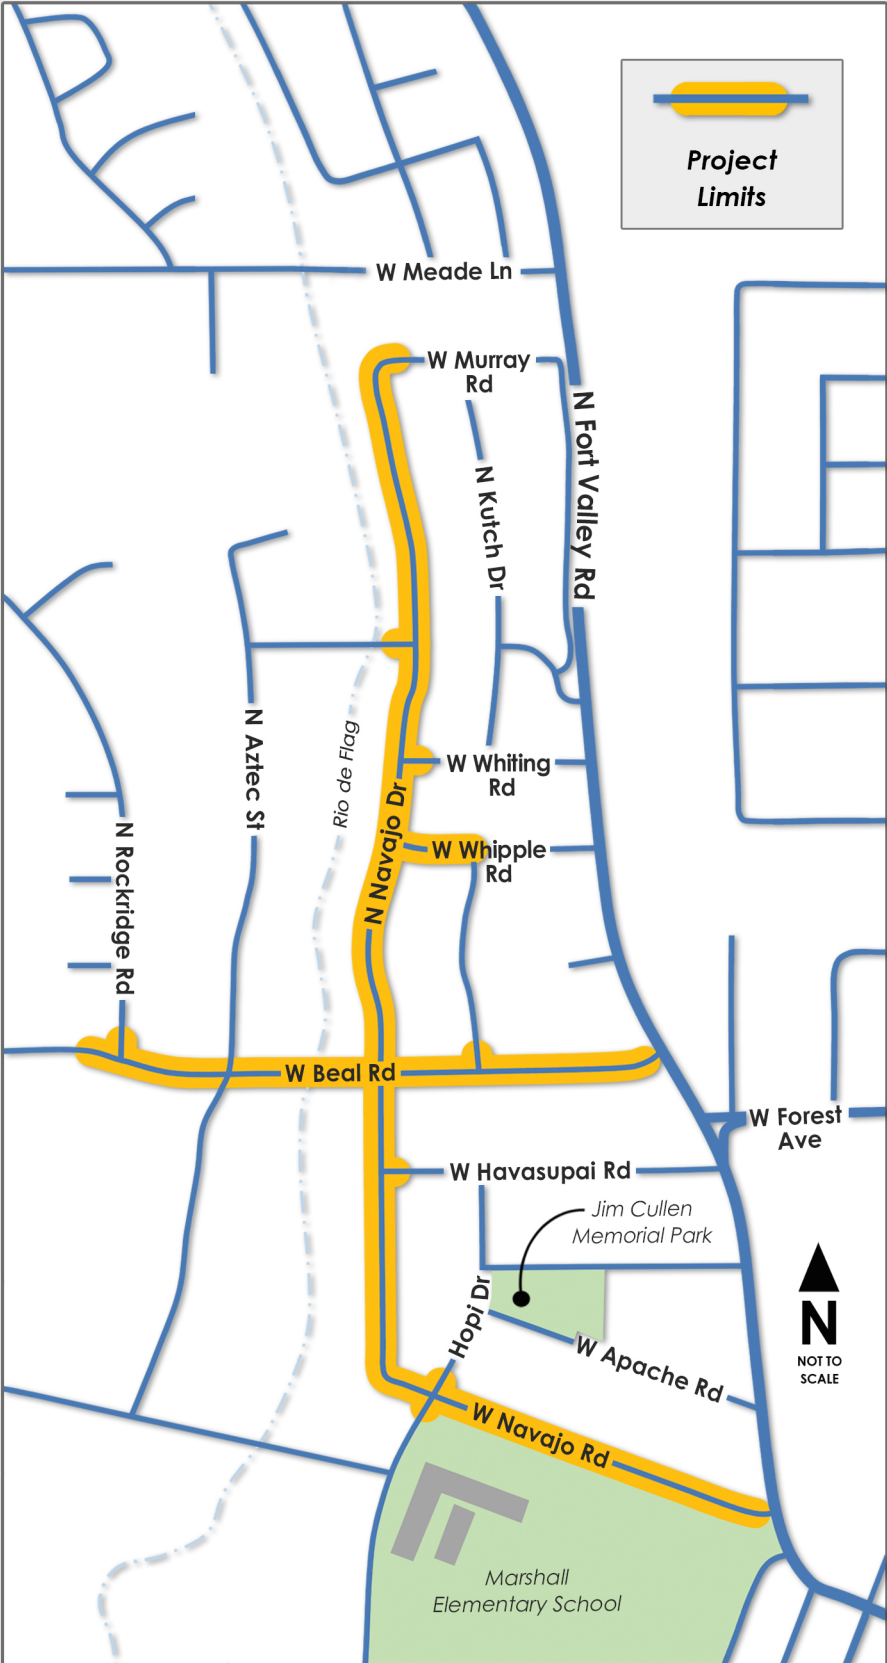 Project
Limits
W Meade Ln
W Murray
Rd
N Fort Valley Rd
N Kutch Dr
N Aztec St
Rio de Flag
W Whiting
Rd
N Navajo Dr
N Rockridge Rd
W Whipple
Rd
W Beal Rd
W Forest
Ave
W Havasupai Rd
Jim Cullen
Memorial Park
Hopi Dr
N
NOT TO
SCALE
W Apache Rd
W Navajo Rd
Marshall
Elementary School